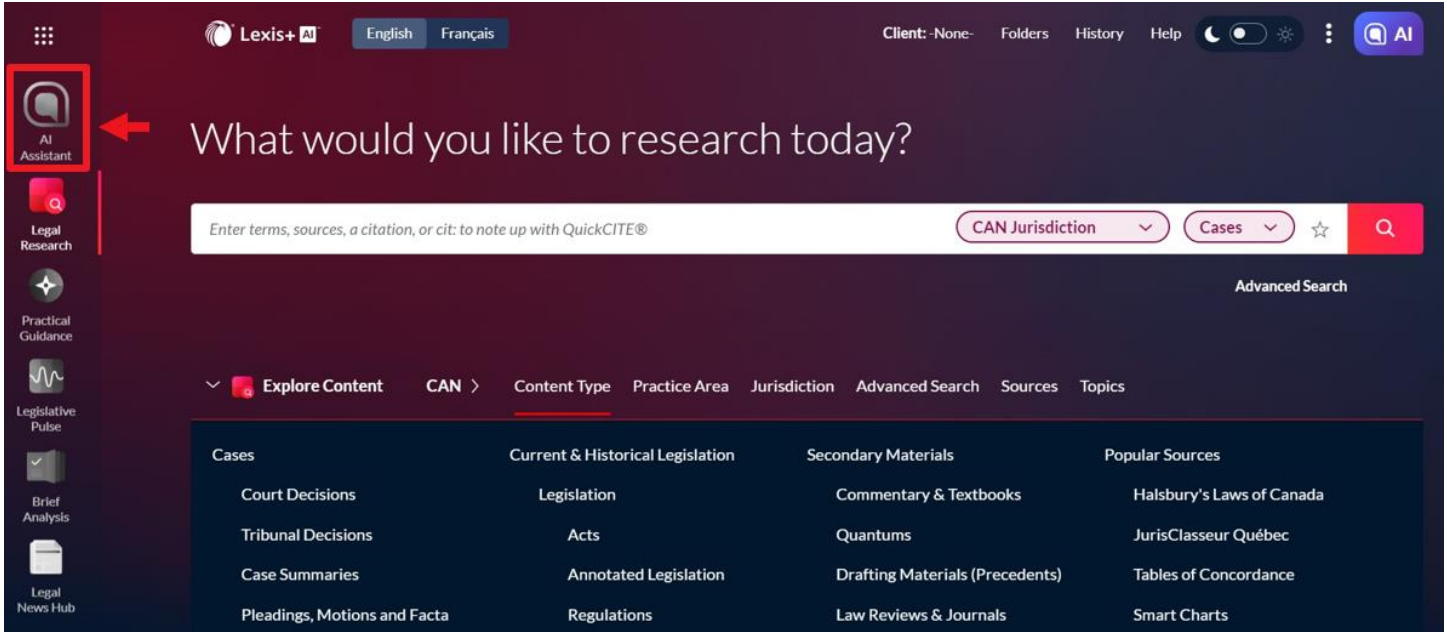 Lexis+ AI English Français Client: -None- Folders History Help AI
AI
Assistant
Legal
Research
Practical
Guidance
Legislative
Pulse
Brief
Analysis
Legal
News Hub
What would you like to research today?
Enter terms, sources, a citation, or cit: to note up with QuickCITE® CAN Jurisdiction Cases
Advanced Search
Explore Content CAN Content Type Practice Area Jurisdiction Advanced Search Sources Topics
Cases Current & Historical Legislation Secondary Materials Popular Sources
Court Decisions Legislation Commentary & Textbooks Halsbury's Laws of Canada
Tribunal Decisions Acts Quantums JurisClasseur Québec
Case Summaries Annotated Legislation Drafting Materials (Precedents) Tables of Concordance
Pleadings, Motions and Facta Regulations Law Reviews & Journals Smart Charts